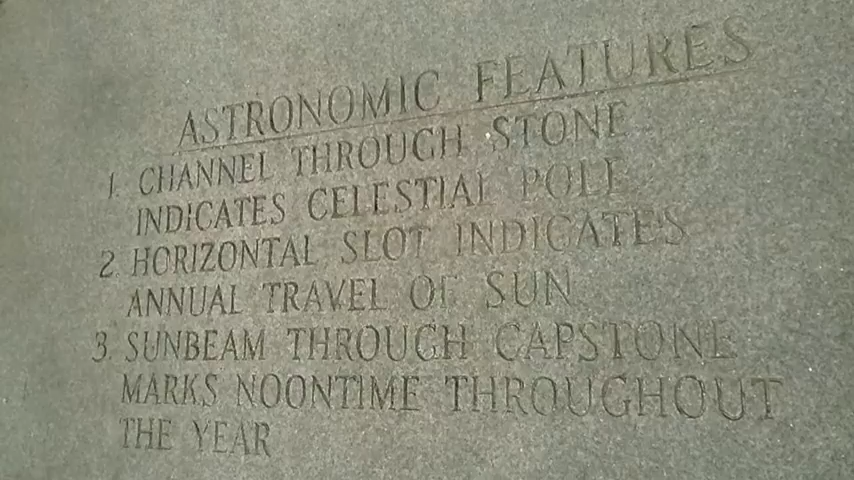 ASTRONOMIC FEATURES
1. CHANNEL THROUGH STONE
INDICATES CELESTIAL POLE
2. HORIZONTAL SLOT INDICATES
ANNUAL TRAVEL OF SUN
3. SUNBEAM THROUGH CAPSTONE
MARKS NOONTIME THROUGHOUT
THE YEAR